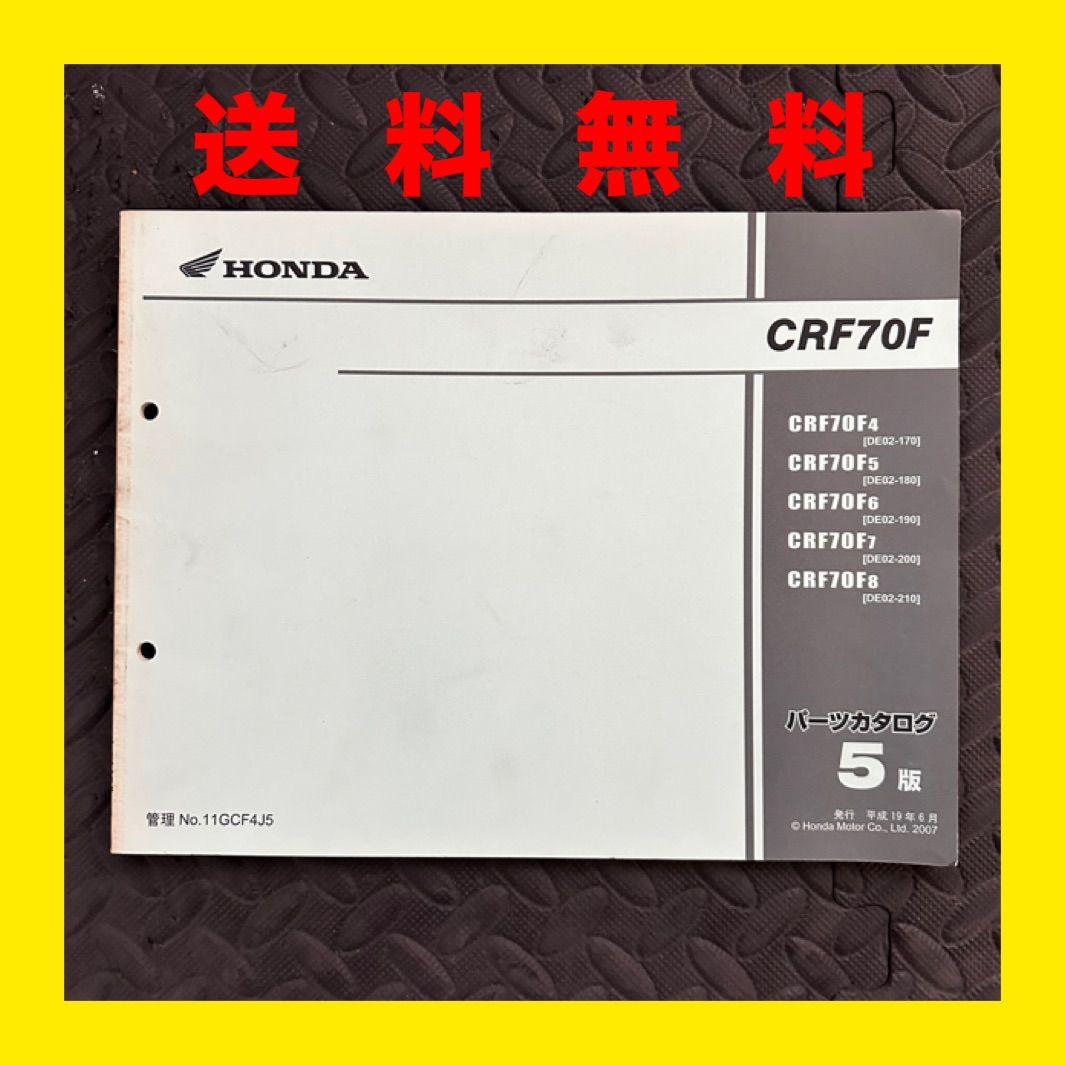 送料無料
HONDA
CRF70F
CRF70F4
[DE02-170]
CRF70F5
[DE02-180]
CRF70F6
[DE02-190]
CRF70F7
[DE02-200]
CRF70F8
[DE02-210]
パーツカタログ
5版
管理 No.11GCF4J5
発行 平成19年6月
© Honda Motor Co., Ltd. 2007